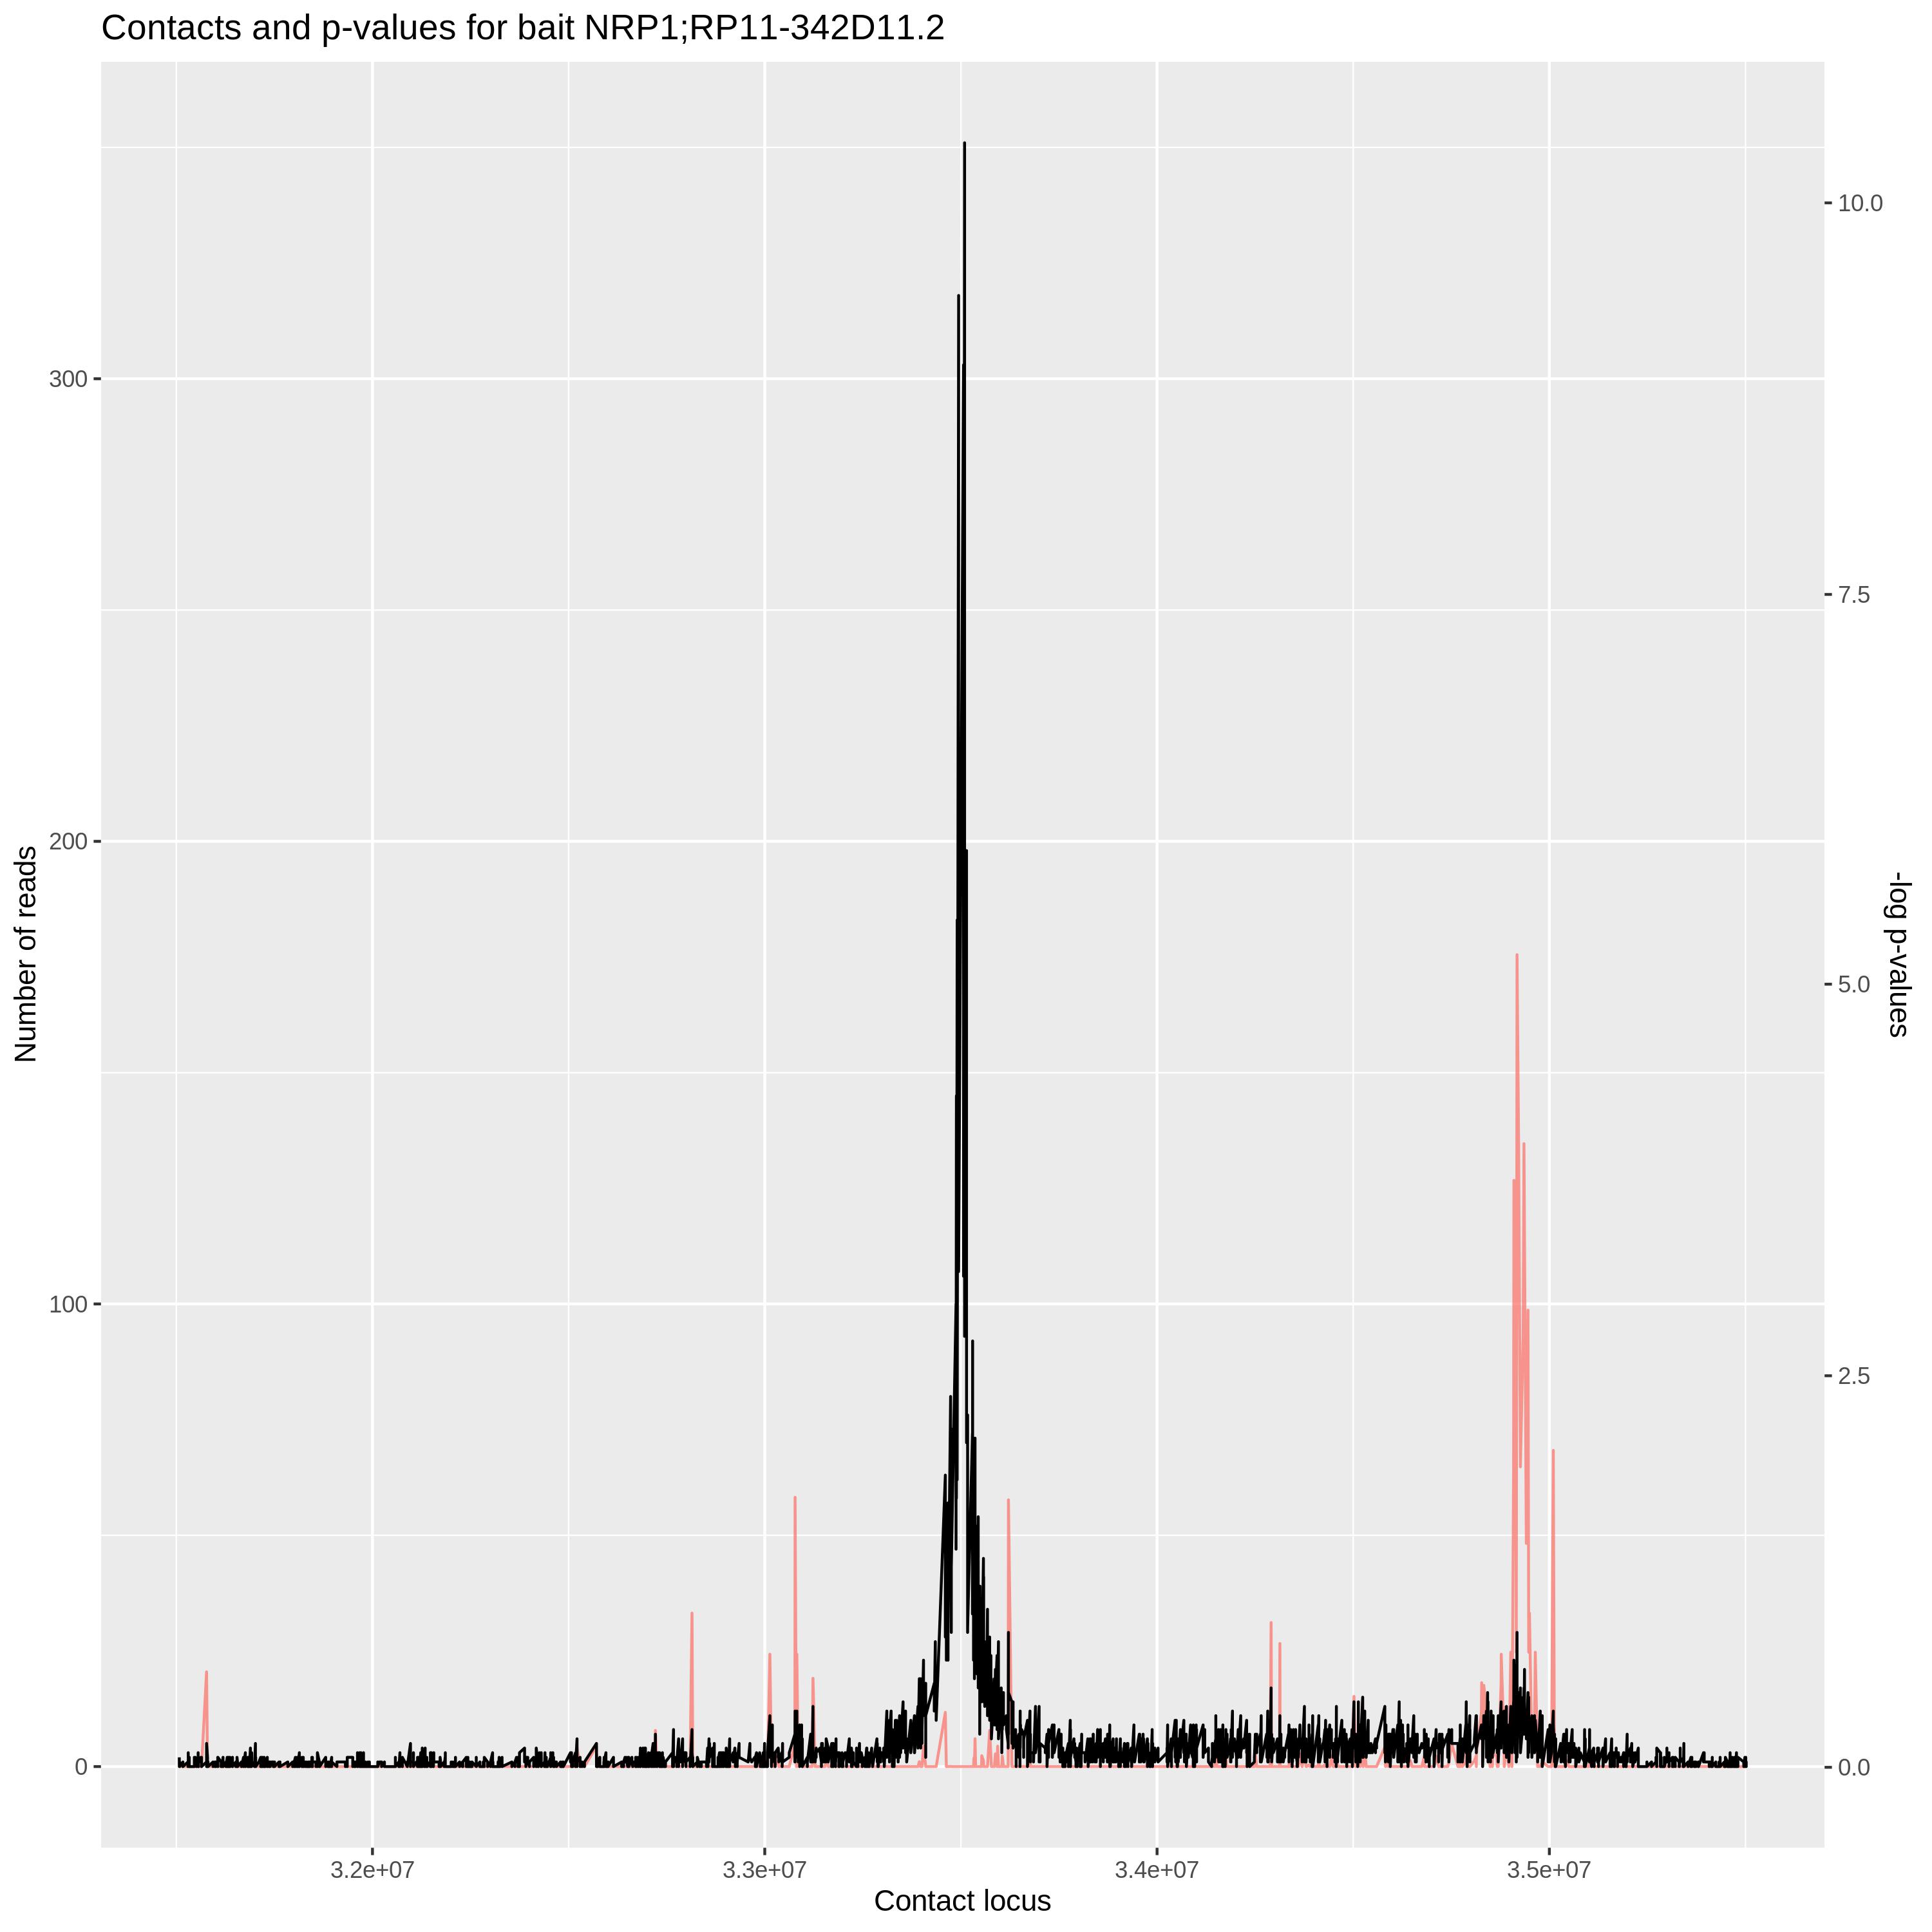 Contacts and p-values for bait NRP1;RP11-342D11.2
Number of reads
300
200
100
0
10.0
7.5
5.0
2.5
0.0
-log p-values
3.2e+07 3.3e+07 3.4e+07 3.5e+07
Contact locus